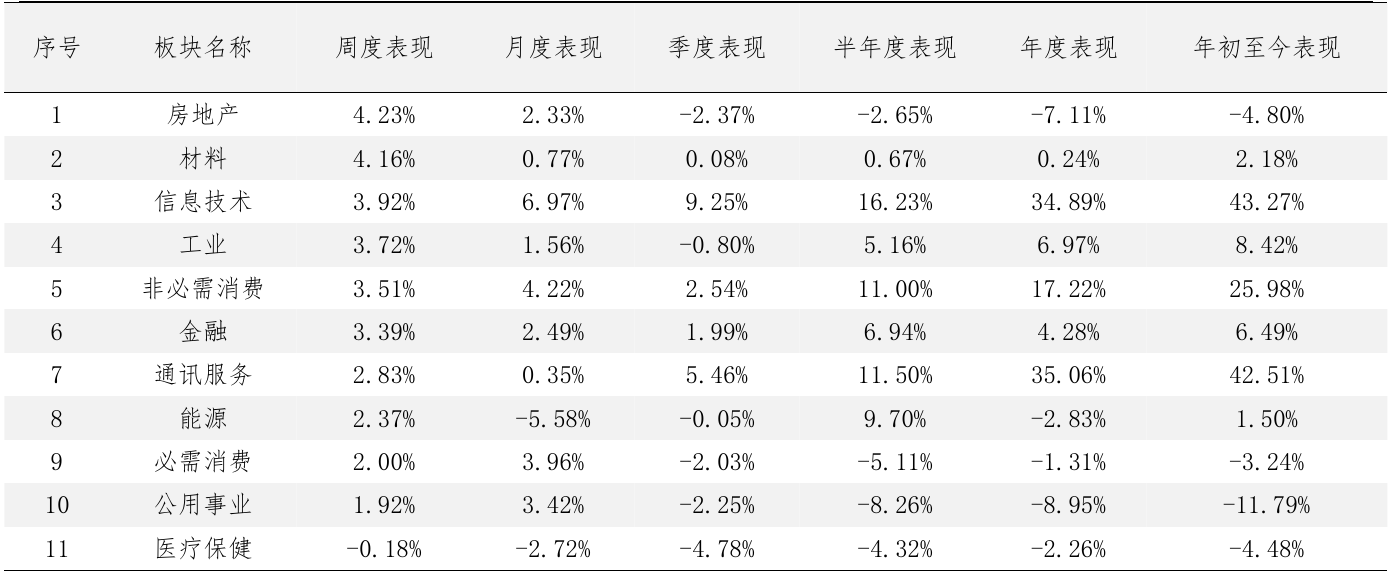 序号 板块名称 周度表现 月度表现 季度表现 半年度表现 年度表现 年初至今表现
1 房地产 4.23% 2.33% -2.37% -2.65% -7.11% -4.80%
2 材料 4.16% 0.77% 0.08% 0.67% 0.24% 2.18%
3 信息技术 3.92% 6.97% 9.25% 16.23% 34.89% 43.27%
4 工业 3.72% 1.56% -0.80% 5.16% 6.97% 8.42%
5 非必需消费 3.51% 4.22% 2.54% 11.00% 17.22% 25.98%
6 金融 3.39% 2.49% 1.99% 6.94% 4.28% 6.49%
7 通讯服务 2.83% 0.35% 5.46% 11.50% 35.06% 42.51%
8 能源 2.37% -5.58% -0.05% 9.70% -2.83% 1.50%
9 必需消费 2.00% 3.96% -2.03% -5.11% -1.31% -3.24%
10 公用事业 1.92% 3.42% -2.25% -8.26% -8.95% -11.79%
11 医疗保健 -0.18% -2.72% -4.78% -4.32% -2.26% -4.48%